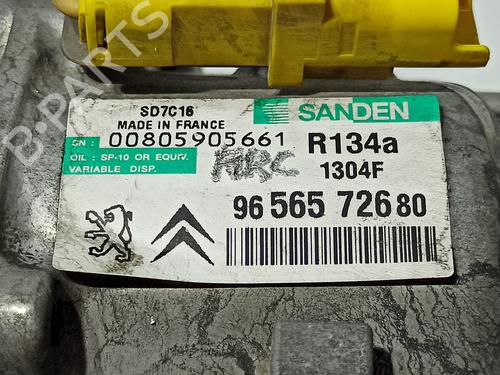 B-PARTS
SD7C16
MADE IN FRANCE
SANDEN
SN : 00805905661
R134a
OIL : SP-10 OR EQUIV.
VARIABLE DISP.
ARC
1304F
96 565 726 80